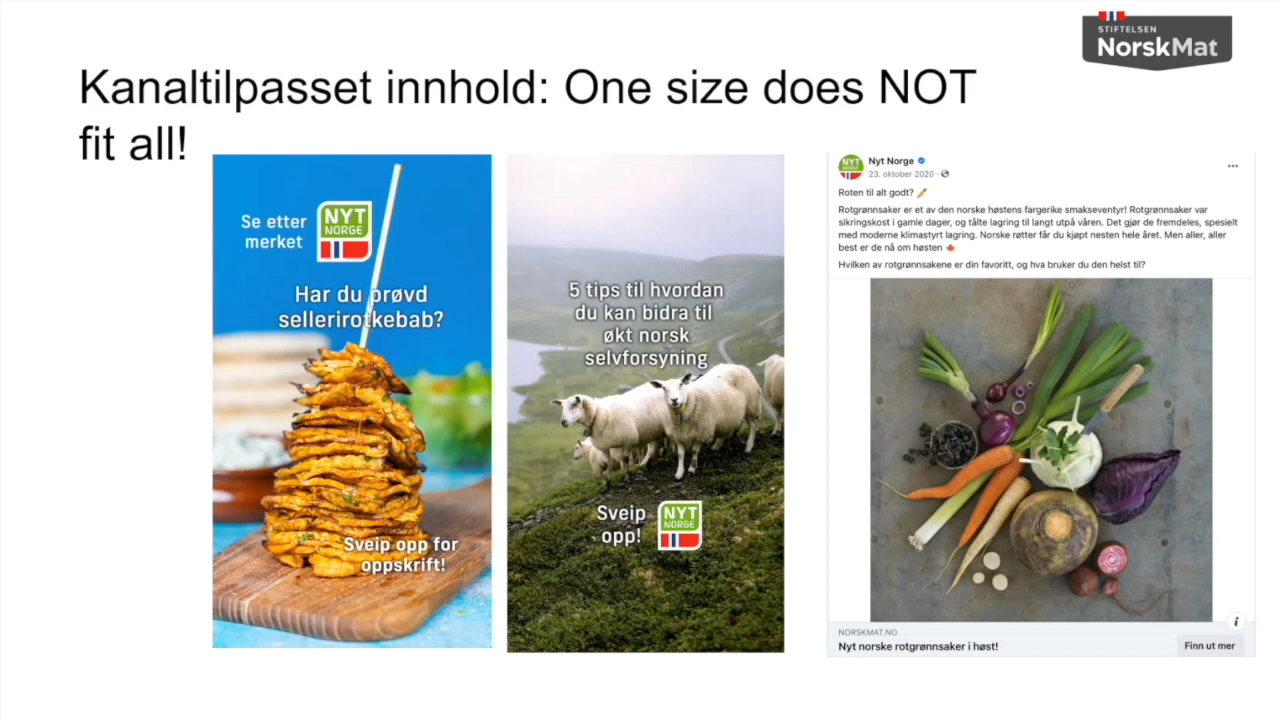 STIFTELSEN
NorskMat
Kanaltilpasset innhold: One size does NOT
fit all!
Se etter
merket
NYT
NORGE
Har du prøvd
sellerirotkebab?
Sveip opp for
oppskrift!
5 tips til hvordan
du kan bidra til
økt norsk
selvforsyning
Sveip
opp!
NYT
NORGE
NYT
NORGE
Nyt Norge
23. oktober 2020 ·
Roten til alt godt? 🥕
Rotgrønnsaker er et av den norske høstens fargerike smakseventyr! Rotgrønnsaker var
sikringskost i gamle dager, og tålte lagring til langt utpå våren. Det gjør de fremdeles, spesielt
med moderne klimastyrt lagring. Norske røtter får du kjøpt nesten hele året. Men aller, aller
best er de nå om høsten 🍁
Hvilken av rotgrønnsakene er din favoritt, og hva bruker du den helst til?
NORSKMAT.NO
Nyt norske rotgrønnsaker i høst!
Finn ut mer